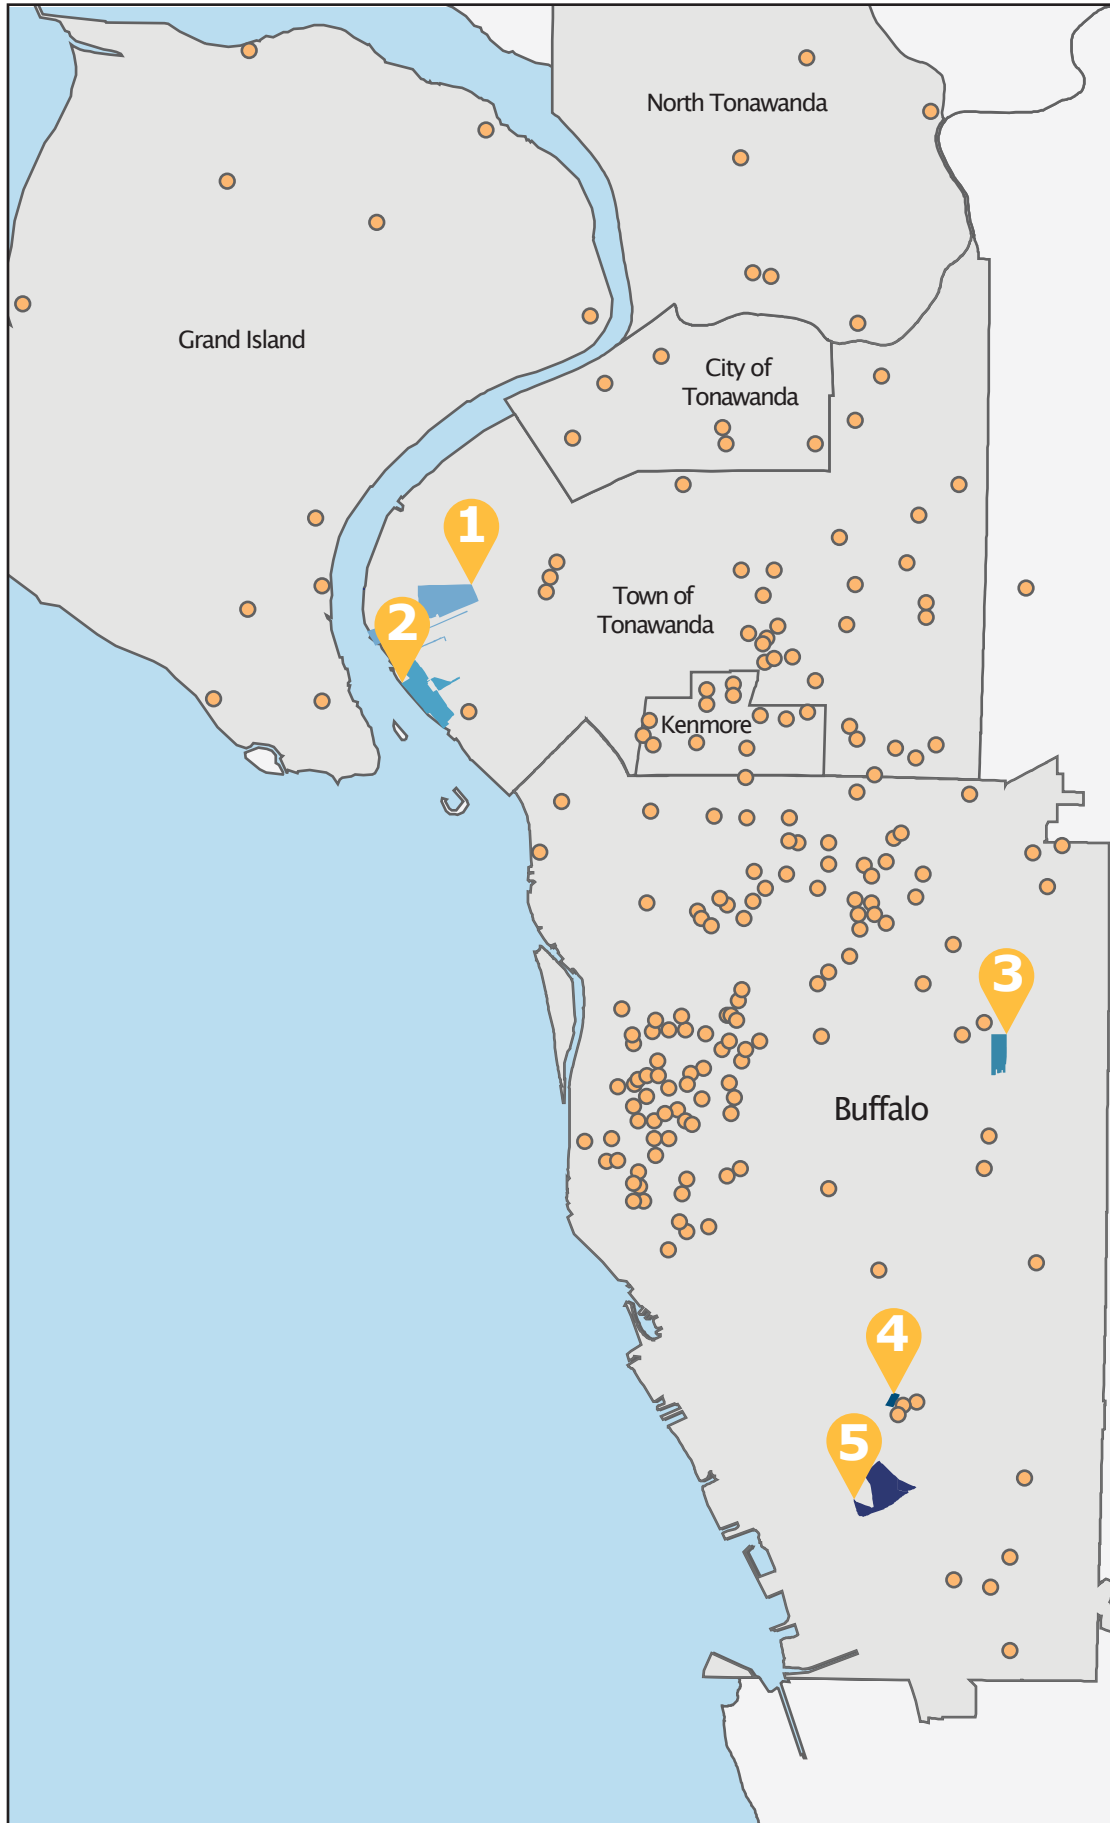 North Tonawanda
Grand Island
City of
Tonawanda
1
Town of
Tonawanda
2
Kenmore
3
Buffalo
4
5